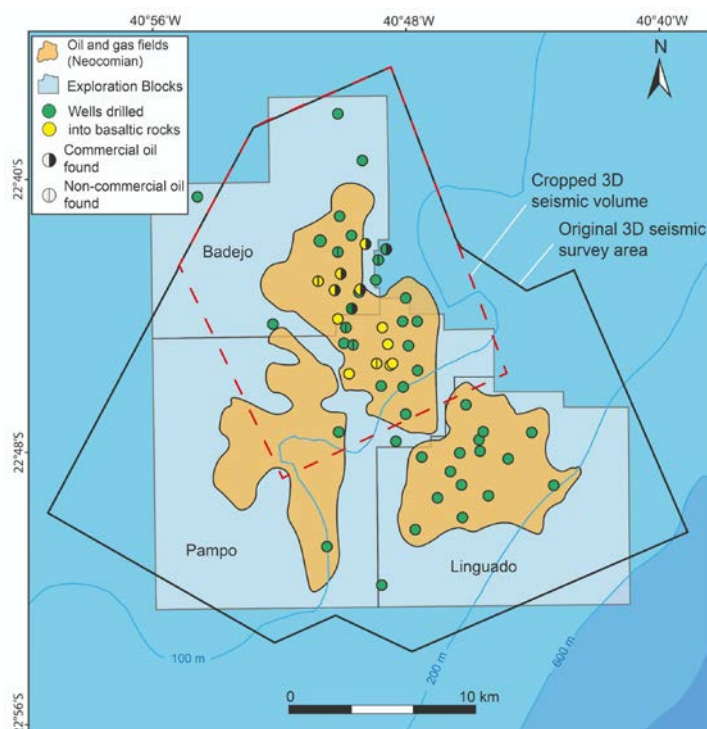 40°56'W
40°48'W
40°40'W
Oil and gas fields
(Neocomian)
Exploration Blocks
Wells drilled
into basaltic rocks
Commercial oil
found
Non-commercial oil
found
N
22°40'S
Cropped 3D
seismic volume
Original 3D seismic
survey area
Badejo
22°48'S
Pampo
Linguado
100 m
200 m
600 m
0
10 km
22°56'S